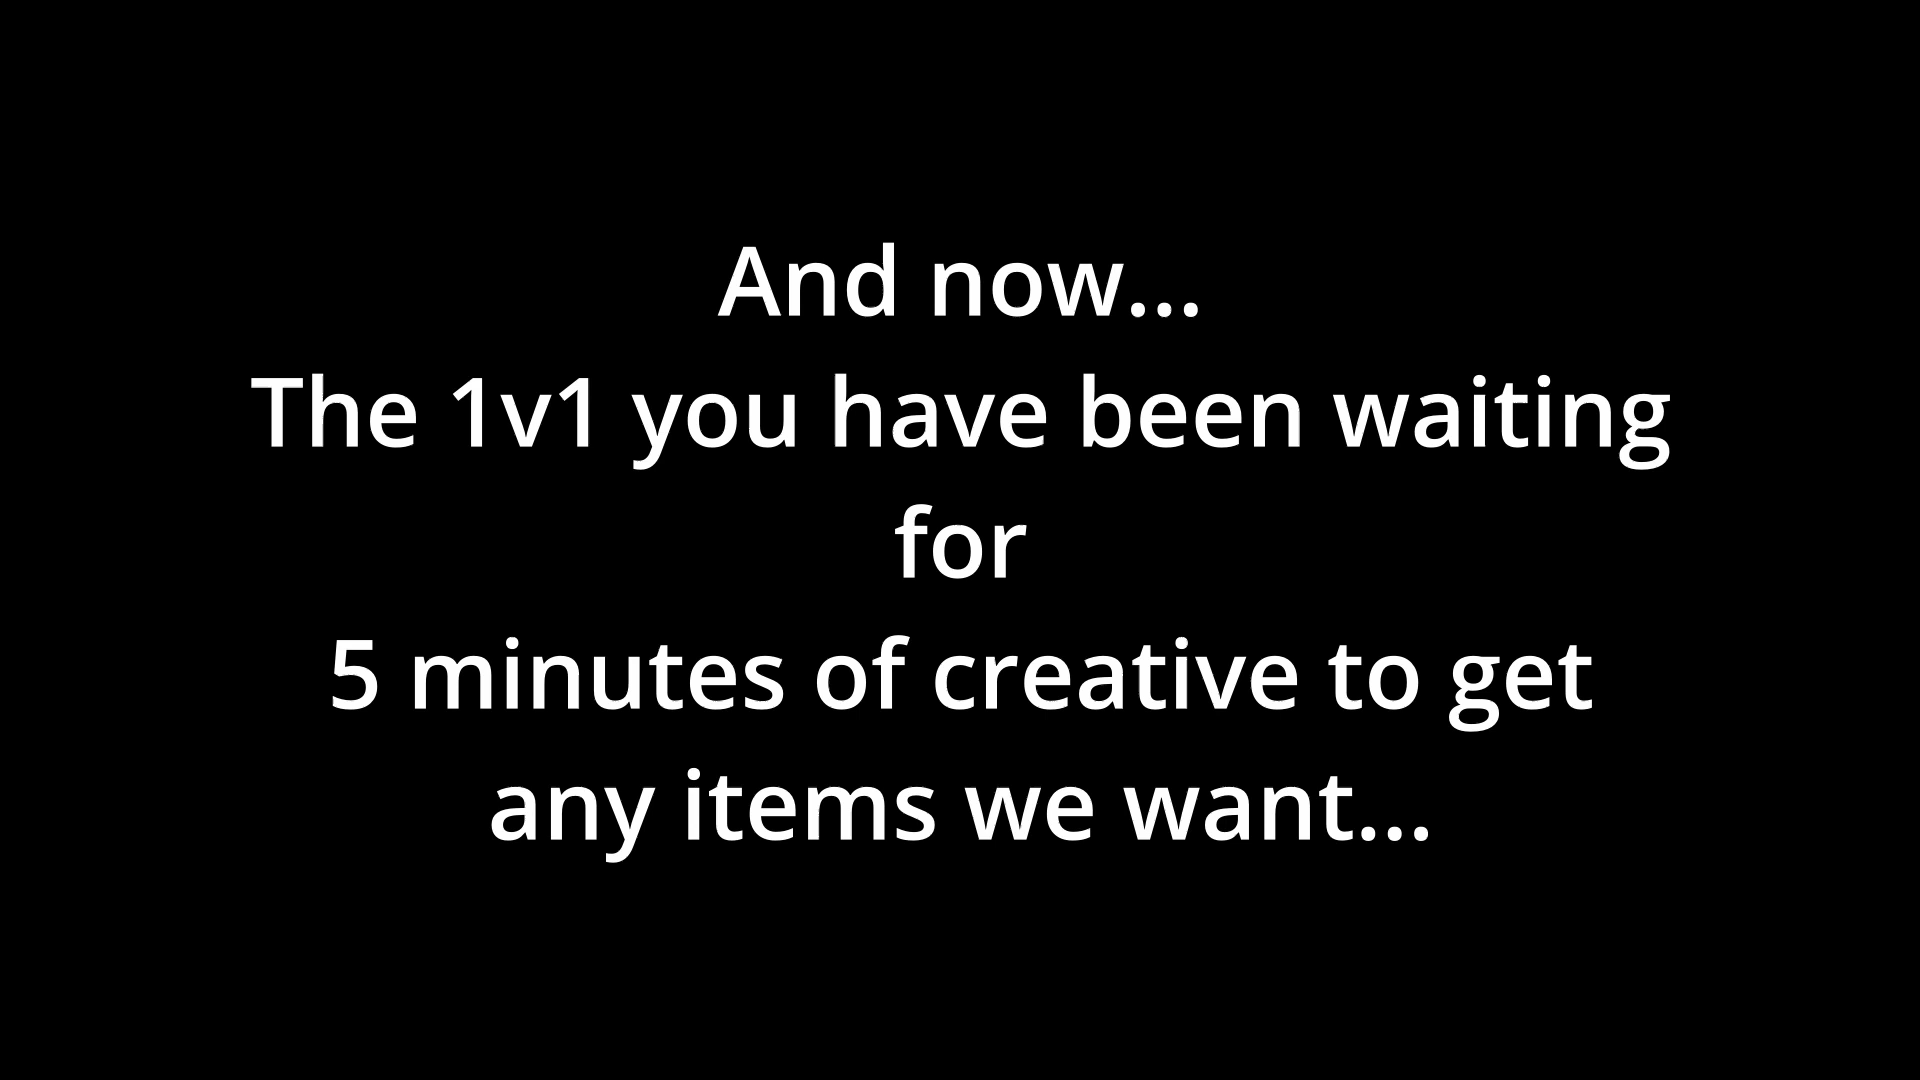 And now...
The 1v1 you have been waiting
for
5 minutes of creative to get
any items we want...